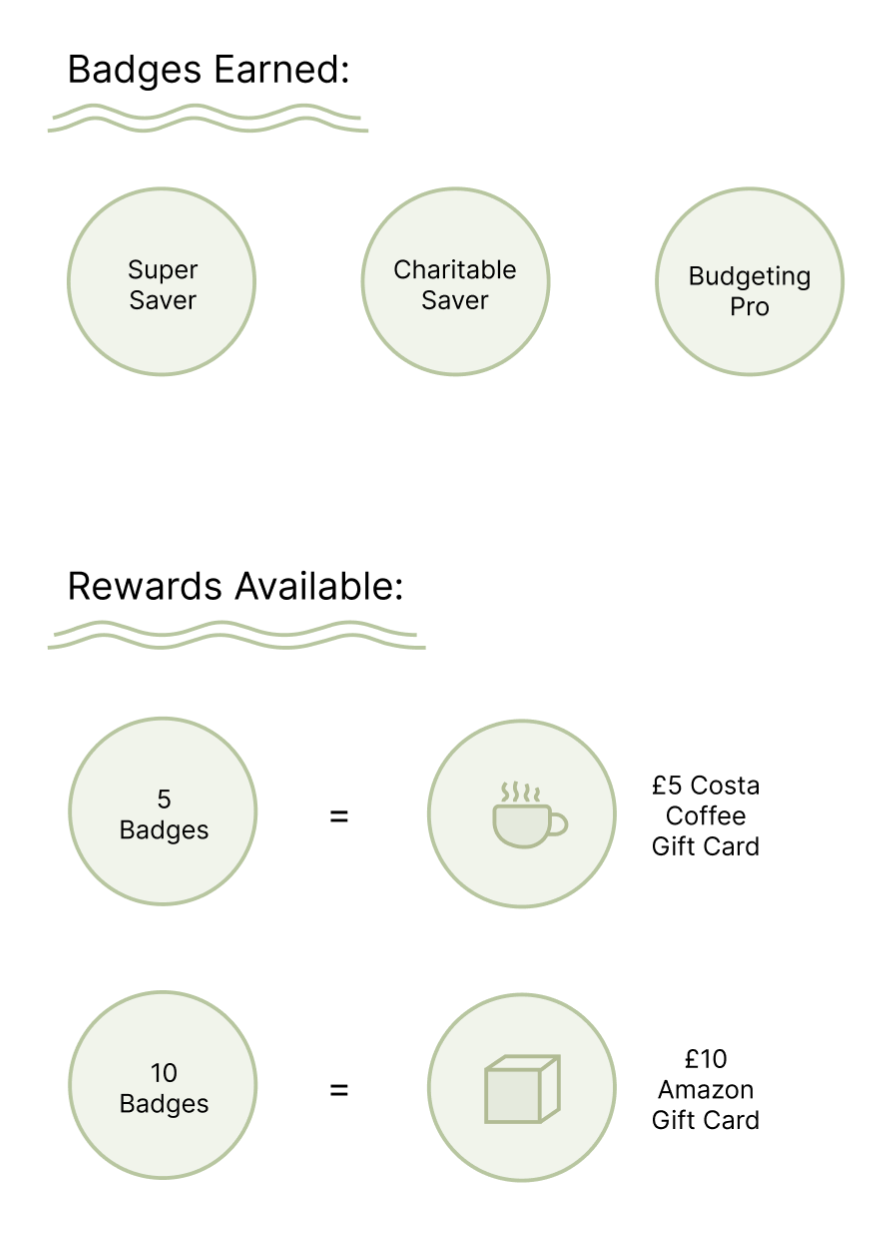 Badges Earned:
Super
Saver
Charitable
Saver
Budgeting
Pro
Rewards Available:
5
Badges
=
£5 Costa
Coffee
Gift Card
10
Badges
=
£10
Amazon
Gift Card